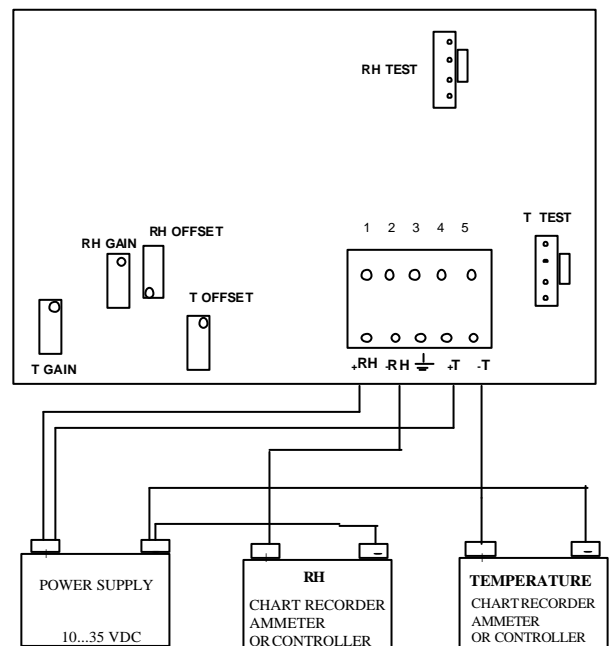 RH TEST
T TEST
1 2 3 4 5
RH OFFSET
RH GAIN
T OFFSET
T GAIN
+RH -RH +T -T
POWER SUPPLY
10...35 VDC
RH
CHART RECORDER
AMMETER
OR CONTROLLER
TEMPERATURE
CHART RECORDER
AMMETER
OR CONTROLLER